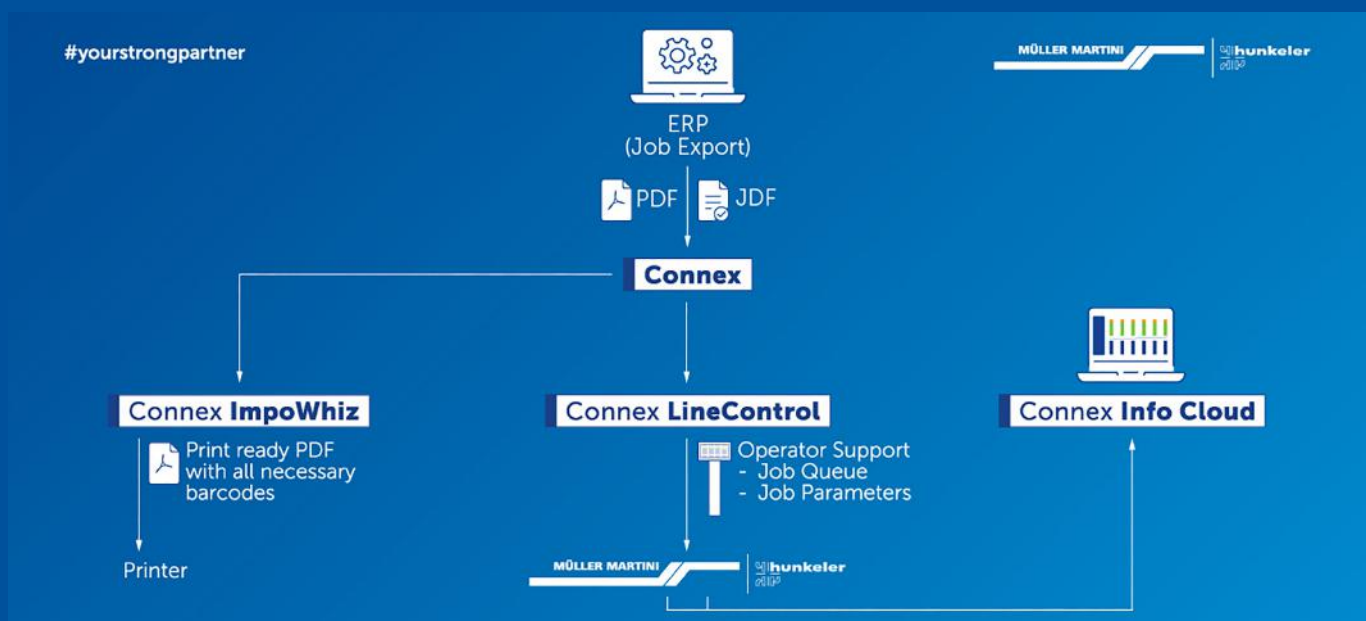 #yourstrongpartner
MÜLLER MARTINI
hunkeler
ERP
(Job Export)
PDF
JDF
Connex
Connex ImpoWhiz
Connex LineControl
Connex Info Cloud
Print ready PDF
with all necessary
barcodes
Operator Support
- Job Queue
- Job Parameters
Printer
MÜLLER MARTINI
hunkeler